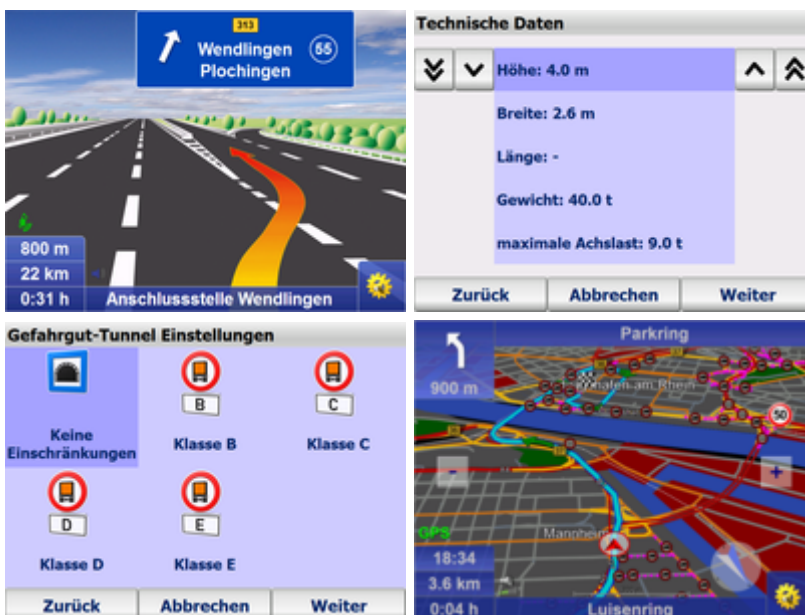 313
Wendlingen 55
Plochingen
800 m
22 km
0:31 h Anschlussstelle Wendlingen
Technische Daten
Höhe: 4.0 m
Breite: 2.6 m
Länge: -
Gewicht: 40.0 t
maximale Achslast: 9.0 t
Zurück Abbrechen Weiter
Gefahrgut-Tunnel Einstellungen
B
C
Keine
Einschränkungen
Klasse B
Klasse C
D
E
Klasse D
Klasse E
Zurück Abbrechen Weiter
Parkring
900 m
am Rhein
50
- +
GPS
Mannheim
18:34
3.6 km
0:04 h Luisenring